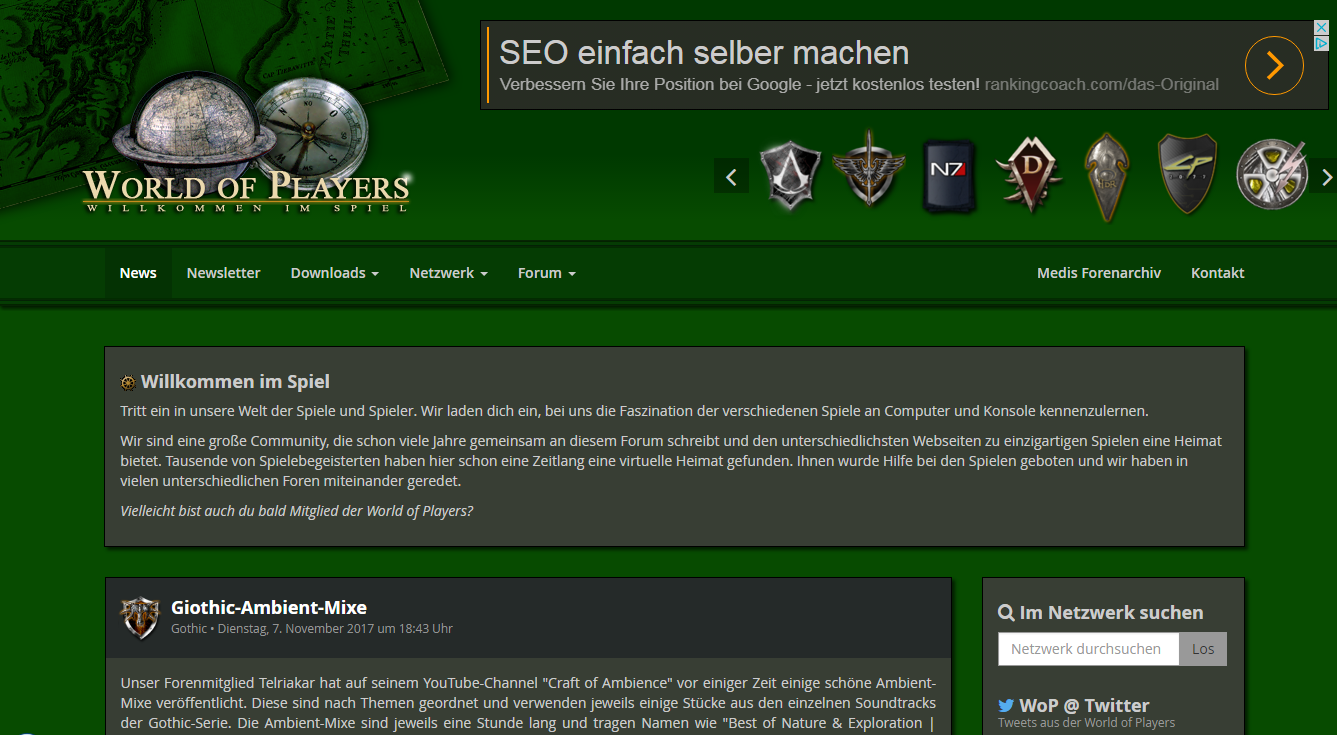 SEO einfach selber machen
Verbessern Sie Ihre Position bei Google - jetzt kostenlos testen! rankingcoach.com/das-Original
WORLD OF PLAYERS
WILLKOMMEN IM SPIEL
N7
D
News
Newsletter
Downloads
Netzwerk
Forum
Medis Forenarchiv
Kontakt
Willkommen im Spiel
Tritt ein in unsere Welt der Spiele und Spieler. Wir laden dich ein, bei uns die Faszination der verschiedenen Spiele an Computer und Konsole kennenzulernen.
Wir sind eine große Community, die schon viele Jahre gemeinsam an diesem Forum schreibt und den unterschiedlichsten Webseiten zu einzigartigen Spielen eine Heimat
bietet. Tausende von Spielebegeisterten haben hier schon eine Zeitlang eine virtuelle Heimat gefunden. Ihnen wurde Hilfe bei den Spielen geboten und wir haben in
vielen unterschiedlichen Foren miteinander geredet.
Vielleicht bist auch du bald Mitglied der World of Players?
Giothic-Ambient-Mixe
Gothic • Dienstag, 7. November 2017 um 18:43 Uhr
Unser Forenmitglied Telriakar hat auf seinem YouTube-Channel "Craft of Ambience" vor einiger Zeit einige schöne Ambient-
Mixe veröffentlicht. Diese sind nach Themen geordnet und verwenden jeweils einige Stücke aus den einzelnen Soundtracks
der Gothic-Serie. Die Ambient-Mixe sind jeweils eine Stunde lang und tragen Namen wie "Best of Nature & Exploration |
Im Netzwerk suchen
Netzwerk durchsuchen
Los
WoP @ Twitter
Tweets aus der World of Players